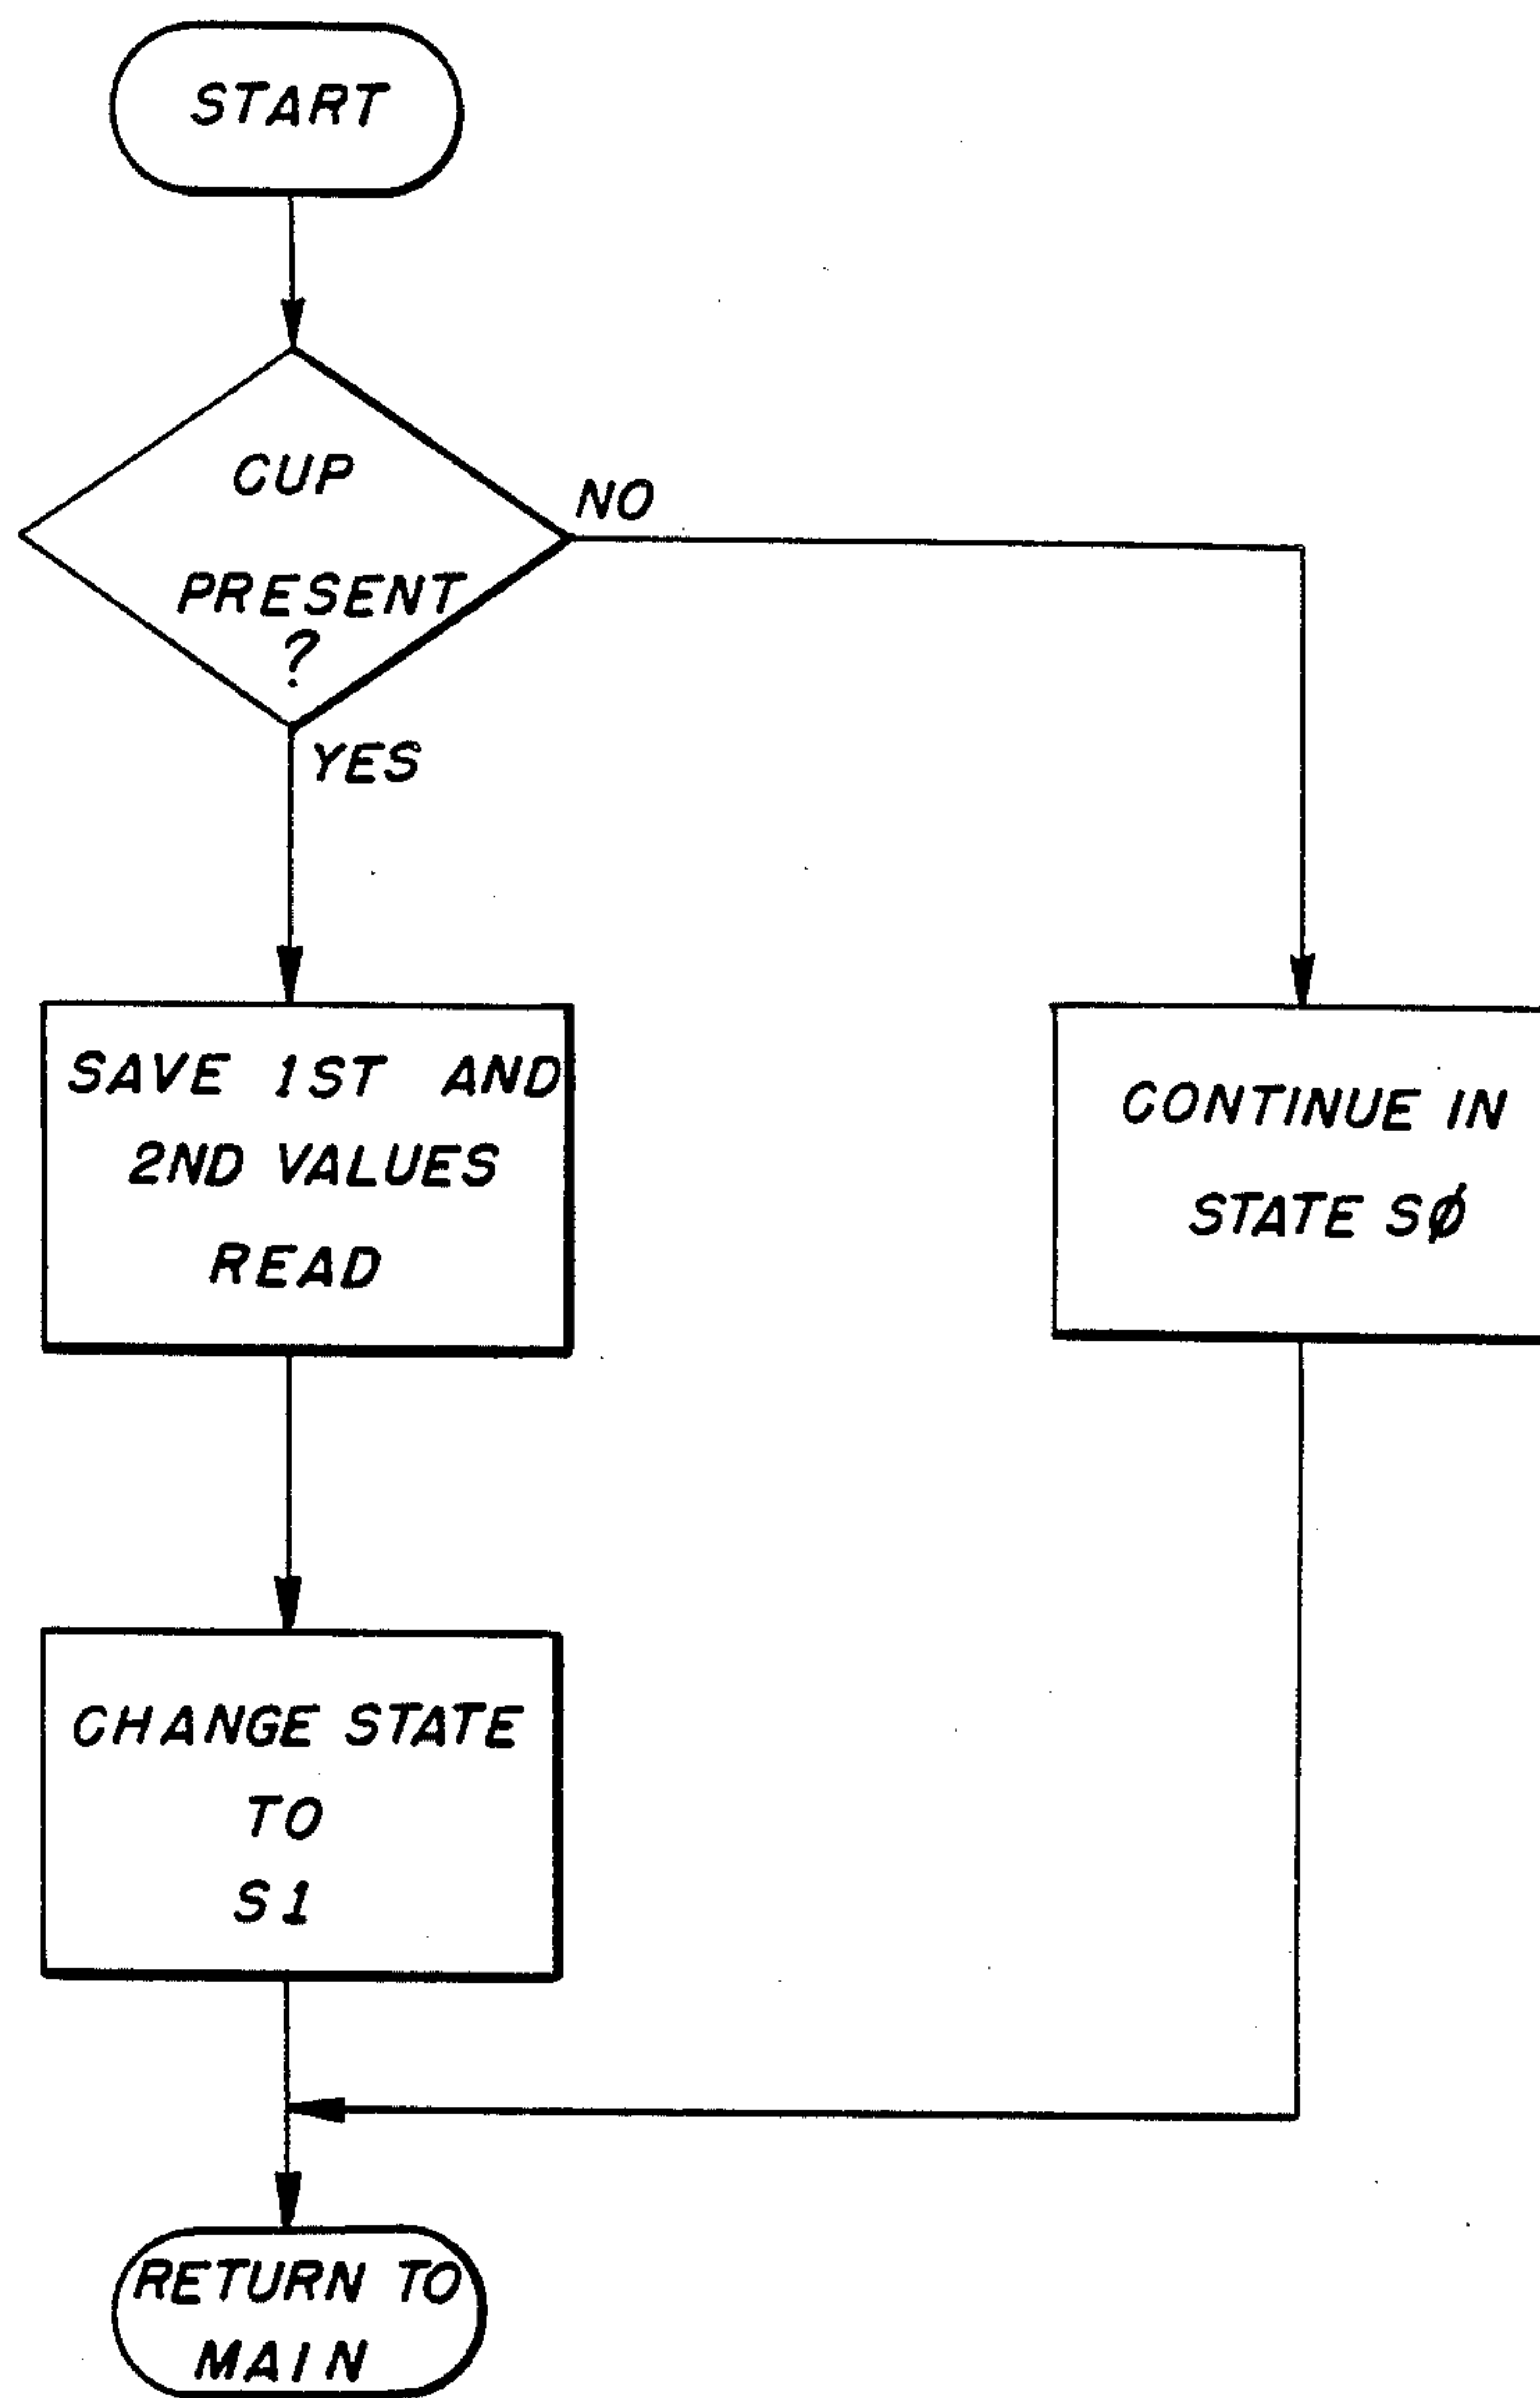 START
CUP
PRESENT
?
NO
YES
SAVE 1ST AND
2ND VALUES
READ
CONTINUE IN
STATE SØ
CHANGE STATE
TO
S1
RETURN TO
MAIN